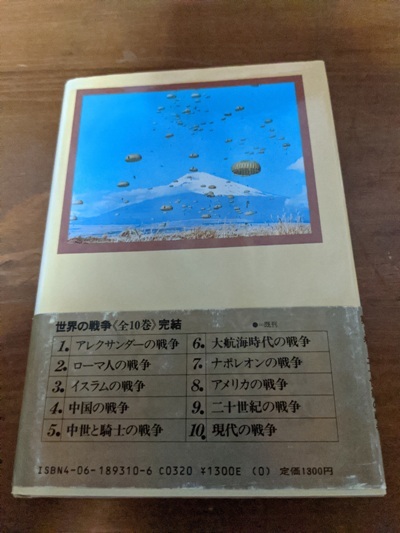 世界の戦争〈全10巻〉完結
●=既刊
1● アレクサンダーの戦争
2● ローマ人の戦争
3● イスラムの戦争
4● 中国の戦争
5● 中世と騎士の戦争
6● 大航海時代の戦争
7● ナポレオンの戦争
8● アメリカの戦争
9● 二十世紀の戦争
10● 現代の戦争
ISBN4-06-189310-6 C0320 ¥1300E (0) 定価1300円